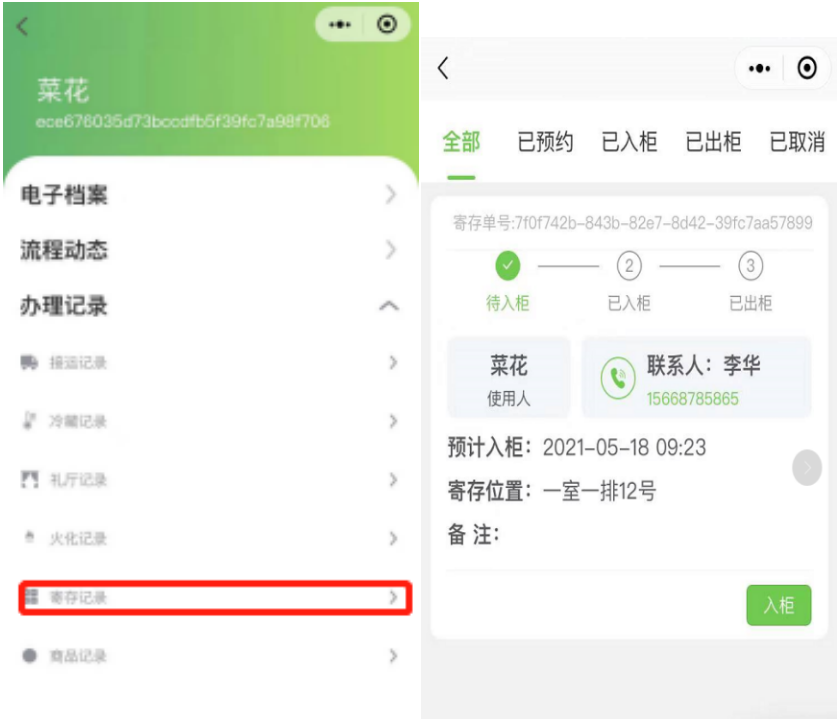 菜花
ece676035d73bccdfb5f39fc7a98f706
电子档案
流程动态
办理记录
接运记录
冷藏记录
礼厅记录
火化记录
寄存记录
商品记录
全部 已预约 已入柜 已出柜 已取消
寄存单号:7f0f742b-843b-82e7-8d42-39fc7aa57899
2 3
待入柜 已入柜 已出柜
菜花
使用人
联系人：李华
15668785865
预计入柜：2021-05-18 09:23
寄存位置：一室一排12号
备 注：
入柜